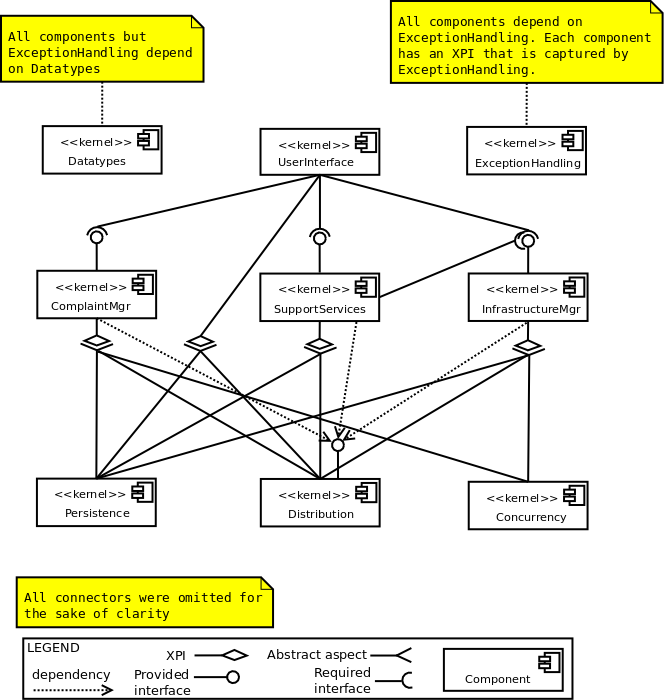 All components but
ExceptionHandling depend
on Datatypes
All components depend on
ExceptionHandling. Each component
has an XPI that is captured by
ExceptionHandling.
<<kernel>>
Datatypes
<<kernel>>
UserInterface
<<kernel>>
ExceptionHandling
<<kernel>>
ComplaintMgr
<<kernel>>
SupportServices
<<kernel>>
InfrastructureMgr
<<kernel>>
Persistence
<<kernel>>
Distribution
<<kernel>>
Concurrency
All connectors were omitted for
the sake of clarity
LEGEND
XPI
Abstract aspect
dependency
Provided
interface
Required
interface
Component